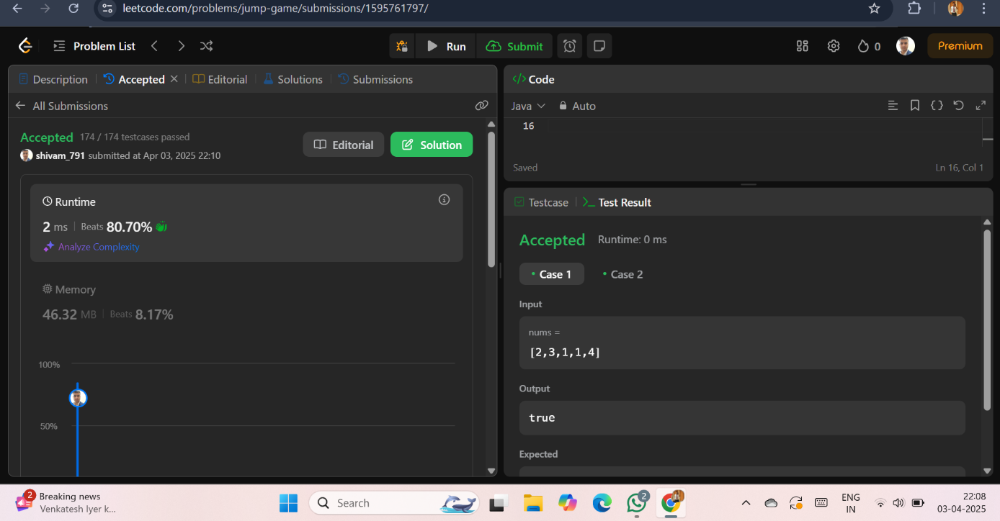 leetcode.com/problems/jump-game/submissions/1595761797/
Problem List
Run
Submit
0
Premium
Description
Accepted
Editorial
Solutions
Submissions
All Submissions
Accepted 174 / 174 testcases passed
shivam_791 submitted at Apr 03, 2025 22:10
Editorial
Solution
Runtime
2 ms Beats 80.70%
Analyze Complexity
Memory
46.32 MB Beats 8.17%
100%
50%
</> Code
Java
Auto
16
Saved
Ln 16, Col 1
Testcase
Test Result
Accepted Runtime: 0 ms
Case 1
Case 2
Input
nums =
[2,3,1,1,4]
Output
true
Expected
2
Breaking news
Venkatesh Iyer k...
Search
2
ENG
IN
22:08
03-04-2025